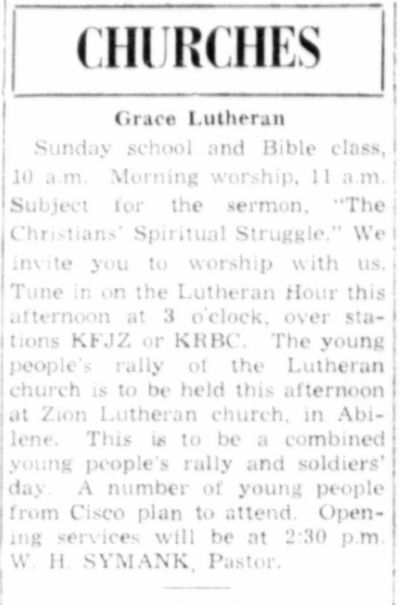 CHURCHES
Grace Lutheran
Sunday school and Bible class,
10 a.m. Morning worship, 11 a.m.
Subject for the sermon, "The
Christians' Spiritual Struggle." We
invite you to worship with us.
Tune in on the Lutheran Hour this
afternoon at 3 o'clock, over sta-
tions KFJZ or KRBC. The young
people's rally of the Lutheran
church is to be held this afternoon
at Zion Lutheran church, in Abi-
lene. This is to be a combined
young people's rally and soldiers'
day. A number of young people
from Cisco plan to attend. Open-
ing services will be at 2:30 p.m.
W. H. SYMANK, Pastor.